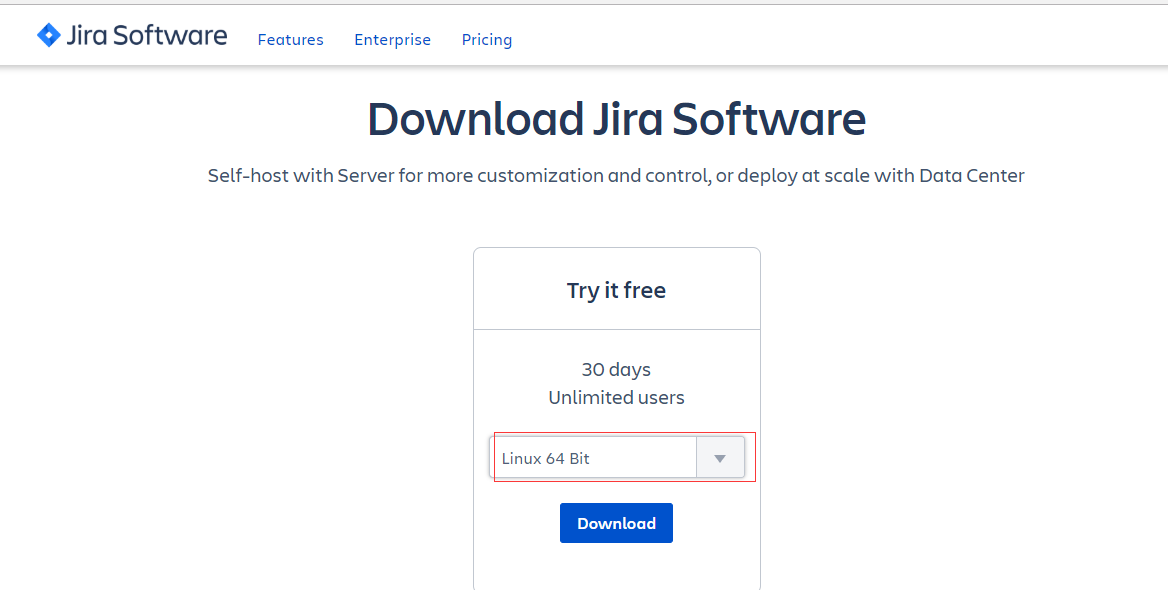 Jira Software
Features Enterprise Pricing
Download Jira Software
Self-host with Server for more customization and control, or deploy at scale with Data Center
Try it free
30 days
Unlimited users
Linux 64 Bit
Download